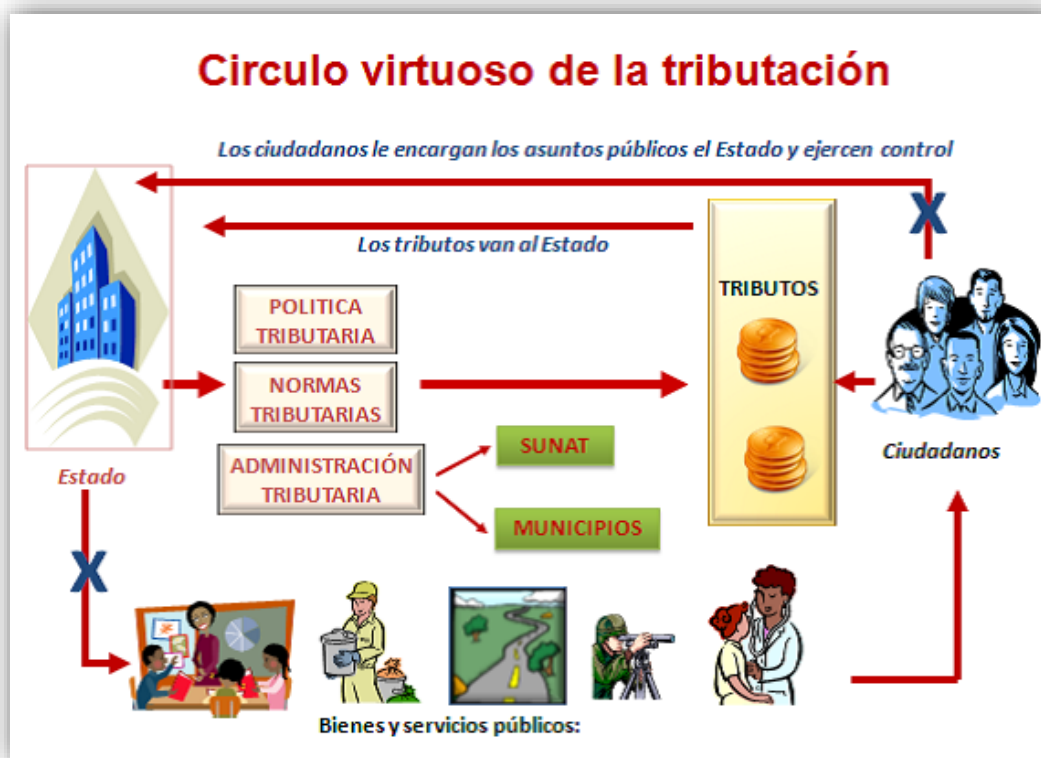 Circulo virtuoso de la tributación
Los ciudadanos le encargan los asuntos públicos el Estado y ejercen control
X
Los tributos van al Estado
TRIBUTOS
POLITICA
TRIBUTARIA
NORMAS
TRIBUTARIAS
ADMINISTRACIÓN
TRIBUTARIA
SUNAT
MUNICIPIOS
Ciudadanos
Estado
X
Bienes y servicios públicos: